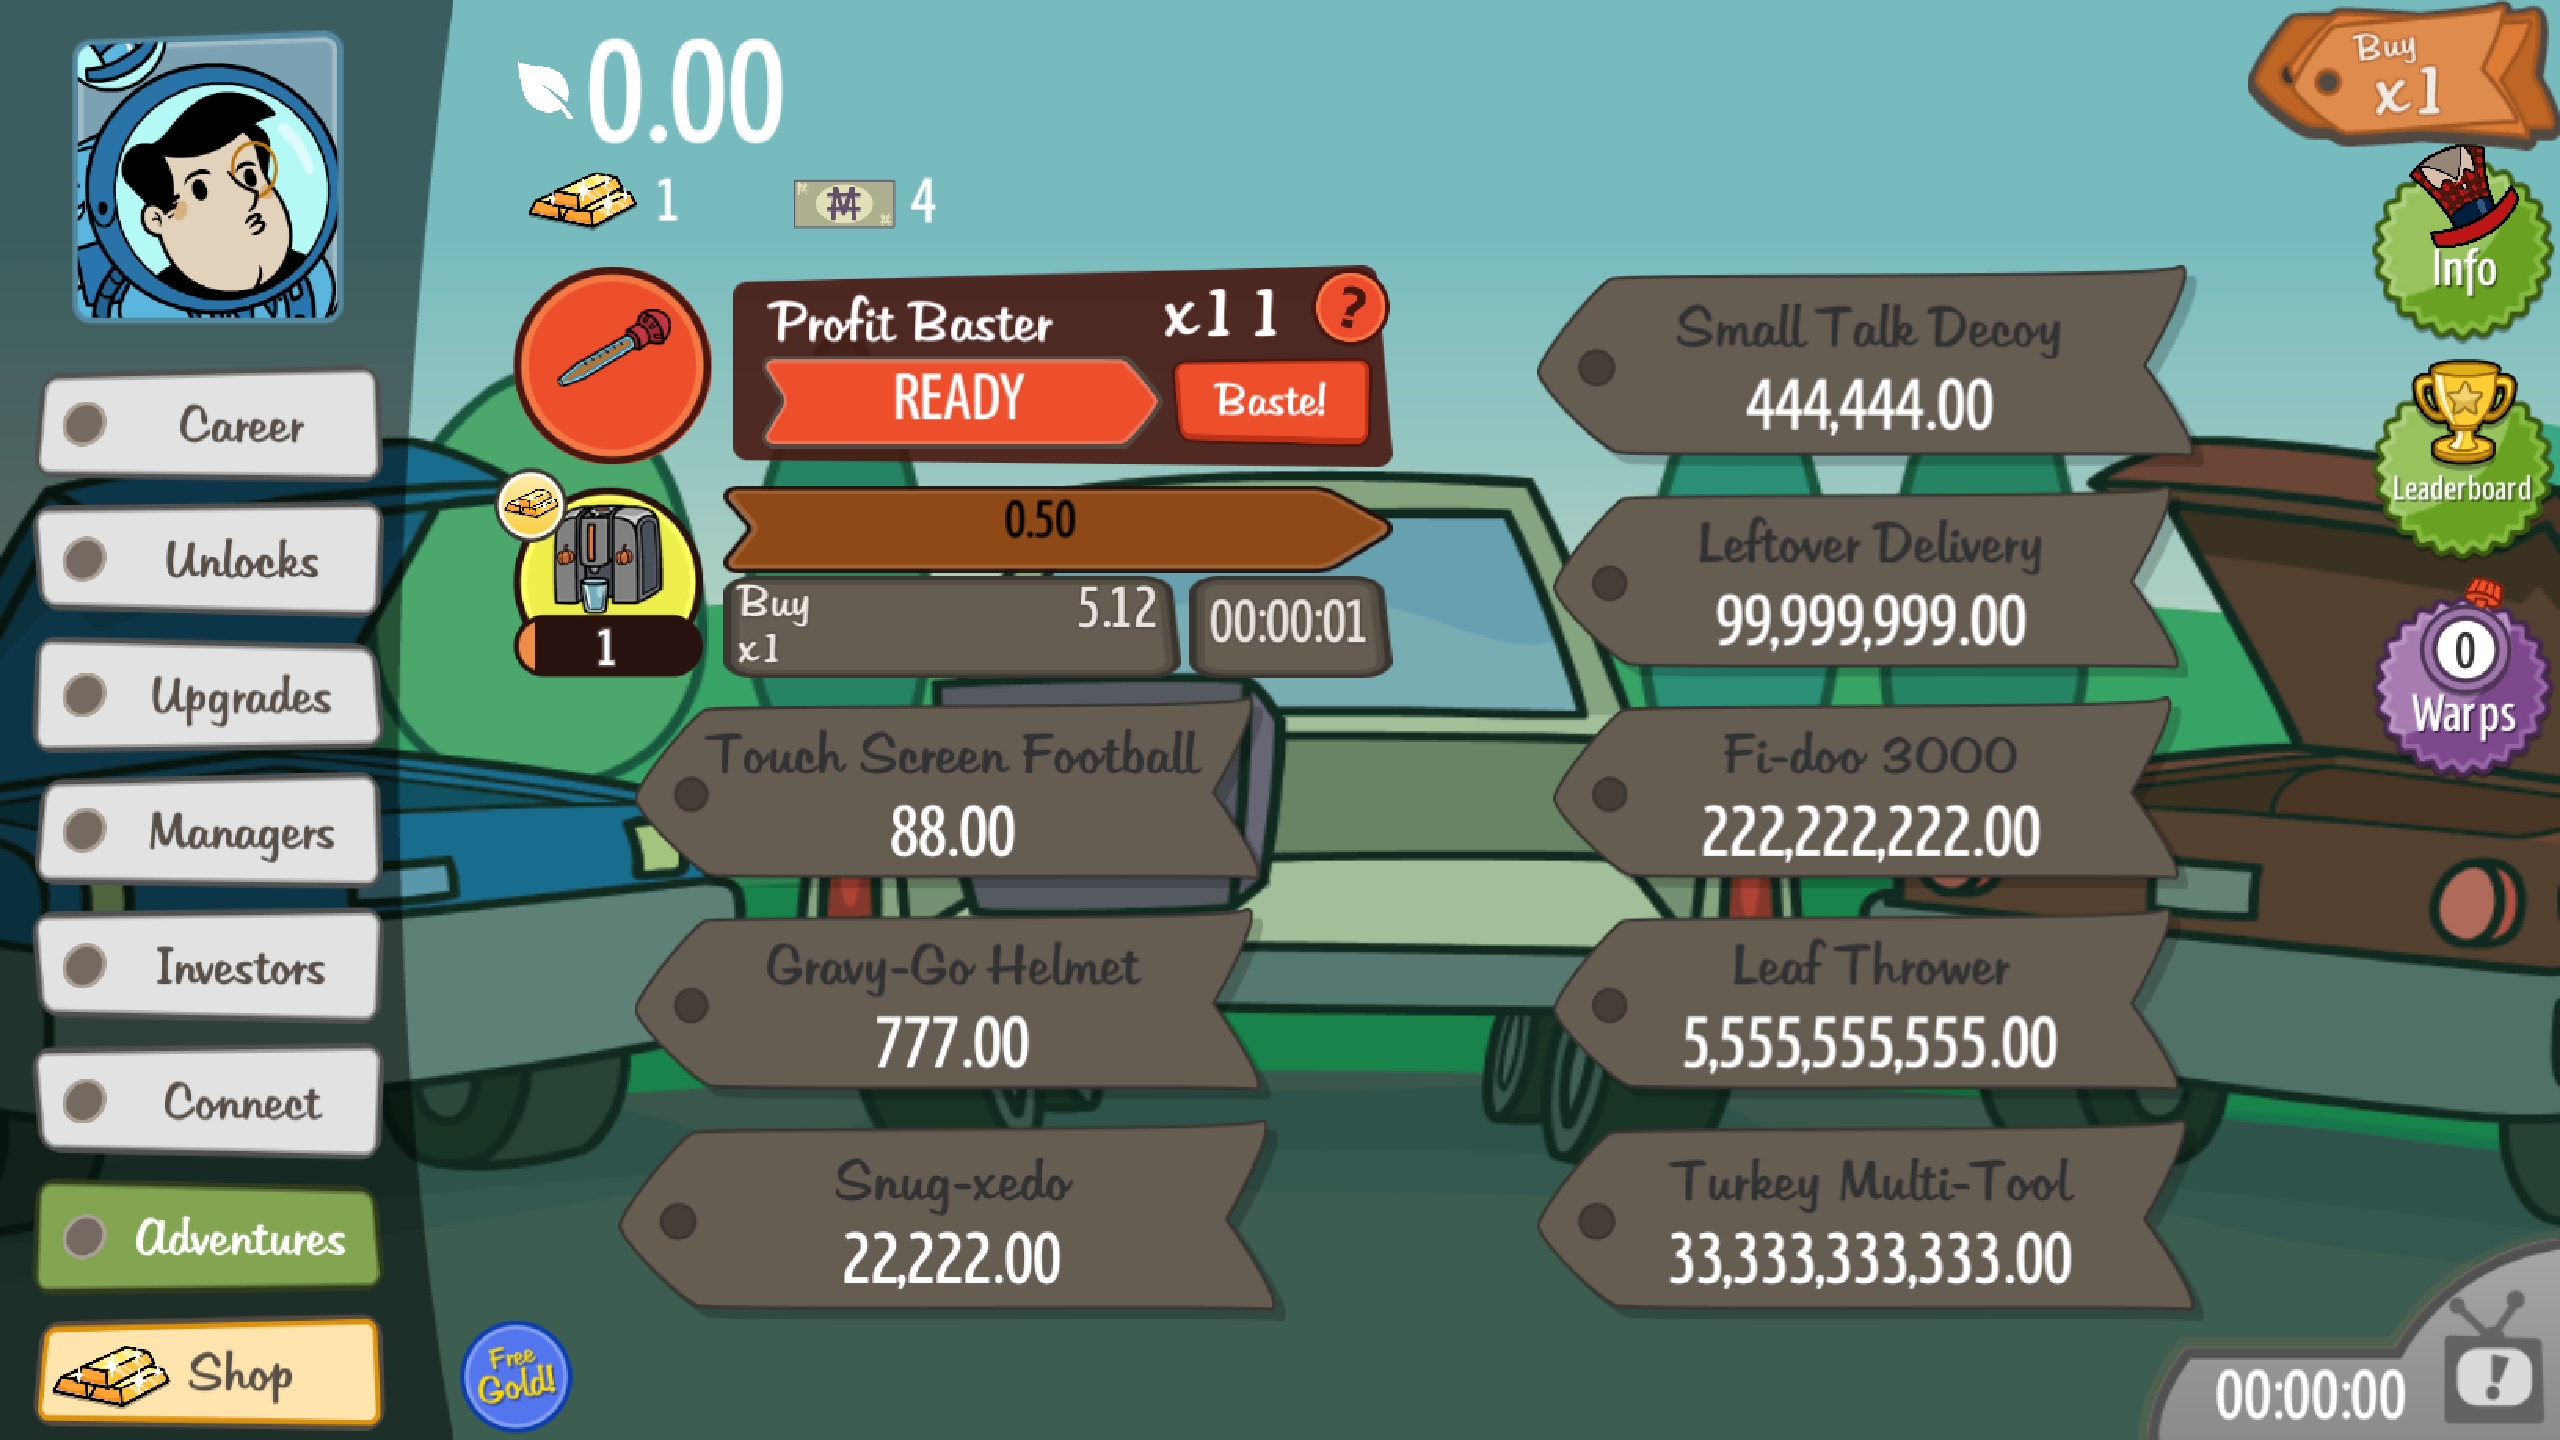 0.00
1
4
Buy
x1
Info
Leaderboard
0
Warps
Career
Unlocks
Upgrades
Managers
Investors
Connect
Adventures
Shop
Free
Gold!
Profit Baster
x11
?
READY
Baste!
0.50
1
Buy
x1
5.12
00:00:01
Touch Screen Football
88.00
Gravy-Go Helmet
777.00
Snug-xedo
22,222.00
Small Talk Decoy
444,444.00
Leftover Delivery
99,999,999.00
Fi-doo 3000
222,222,222.00
Leaf Thrower
5,555,555,555.00
Turkey Multi-Tool
33,333,333,333.00
00:00:00
!